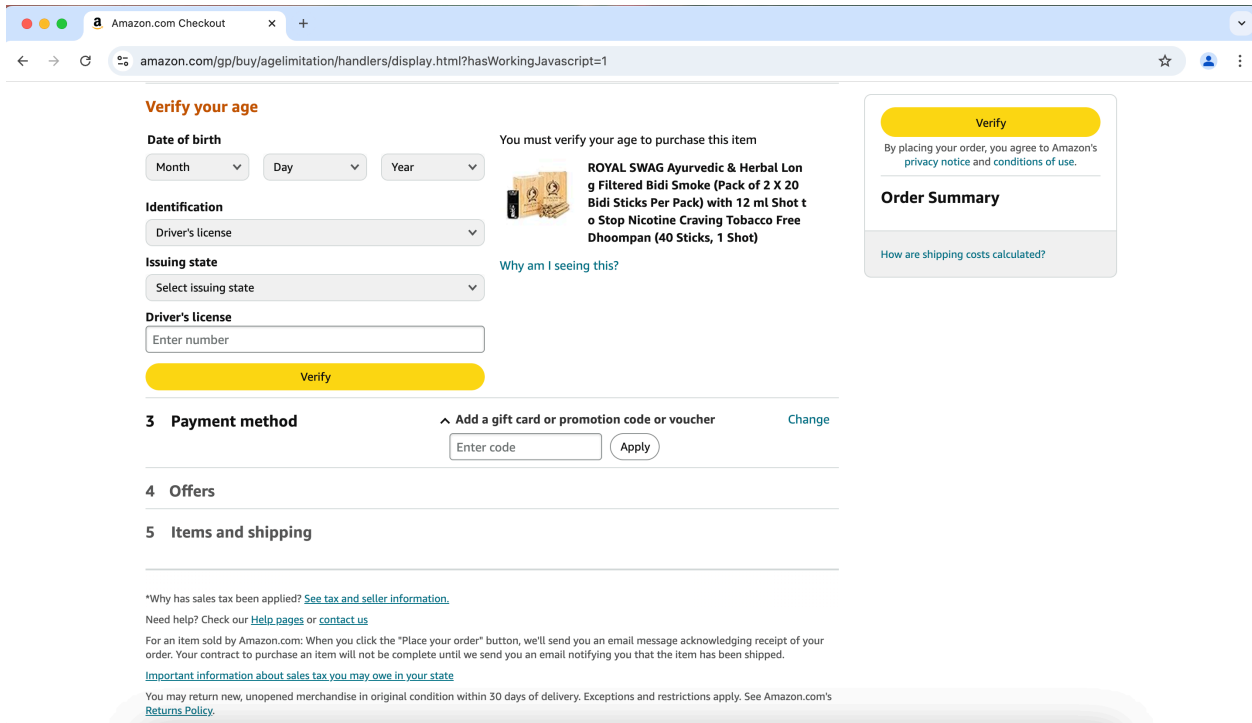 Amazon.com Checkout
amazon.com/gp/buy/agelimitation/handlers/display.html?hasWorkingJavascript=1
Verify your age
Date of birth
Month
Day
Year
Identification
Driver's license
Issuing state
Select issuing state
Driver's license
Enter number
Verify
You must verify your age to purchase this item
ROYAL SWAG Ayurvedic & Herbal Lon
g Filtered Bidi Smoke (Pack of 2 X 20
Bidi Sticks Per Pack) with 12 ml Shot t
o Stop Nicotine Craving Tobacco Free
Dhoompan (40 Sticks, 1 Shot)
Why am I seeing this?
Verify
By placing your order, you agree to Amazon's
privacy notice and conditions of use.
Order Summary
How are shipping costs calculated?
3 Payment method
Add a gift card or promotion code or voucher
Change
Enter code
Apply
4 Offers
5 Items and shipping
*Why has sales tax been applied? See tax and seller information.
Need help? Check our Help pages or contact us
For an item sold by Amazon.com: When you click the "Place your order" button, we'll send you an email message acknowledging receipt of your
order. Your contract to purchase an item will not be complete until we send you an email notifying you that the item has been shipped.
Important information about sales tax you may owe in your state
You may return new, unopened merchandise in original condition within 30 days of delivery. Exceptions and restrictions apply. See Amazon.com's
Returns Policy.